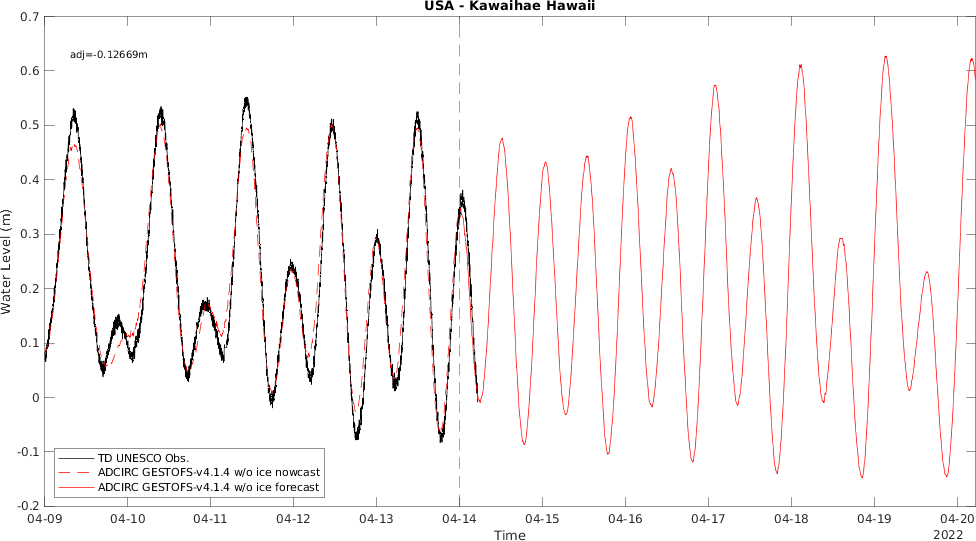 USA - Kawaihae Hawaii
adj=-0.12669m
0.7
0.6
0.5
0.4
0.3
0.2
0.1
0
-0.1
-0.2
Water Level (m)
TD UNESCO Obs.
ADCIRC GESTOFS-v4.1.4 w/o ice nowcast
ADCIRC GESTOFS-v4.1.4 w/o ice forecast
04-09 04-10 04-11 04-12 04-13 04-14 04-15 04-16 04-17 04-18 04-19 04-20
Time
2022